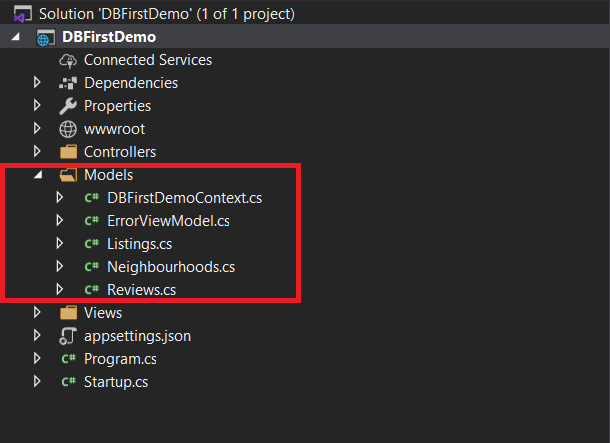 Solution 'DBFirstDemo' (1 of 1 project)
DBFirstDemo
Connected Services
Dependencies
Properties
wwwroot
Controllers
Models
C# DBFirstDemoContext.cs
C# ErrorViewModel.cs
C# Listings.cs
C# Neighbourhoods.cs
C# Reviews.cs
Views
appsettings.json
C# Program.cs
C# Startup.cs